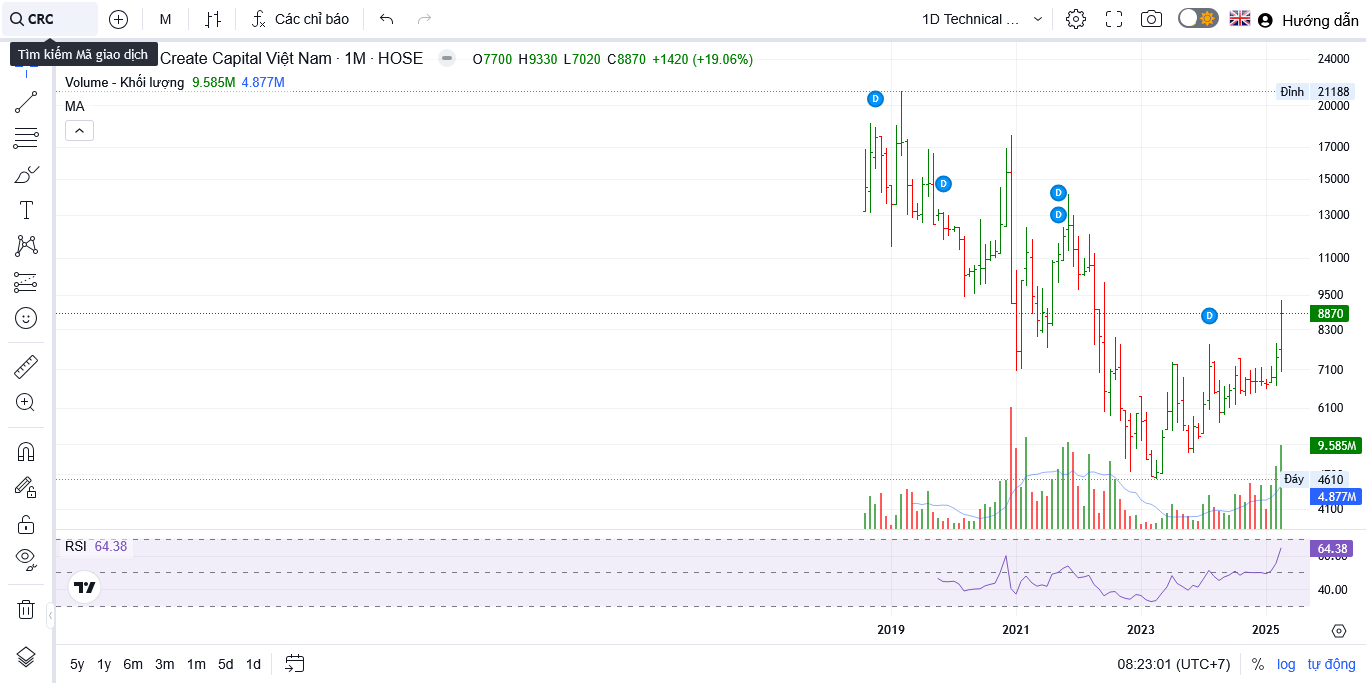 CRC
M
Các chỉ báo
1D Technical ...
Hướng dẫn
Tìm kiếm Mã giao dịch
Create Capital Việt Nam · 1M · HOSE
O7700 H9330 L7020 C8870 +1420 (+19.06%)
Volume - Khối lượng 9.585M 4.877M
MA
24000
Đỉnh 21188
20000
17000
15000
13000
11000
9500
8870
8300
7100
6100
9.585M
Đáy 4610
4.877M
4100
D
D
D
D
D
RSI 64.38
64.38
40.00
2019
2021
2023
2025
5y 1y 6m 3m 1m 5d 1d
08:23:01 (UTC+7)
%
log
tự động